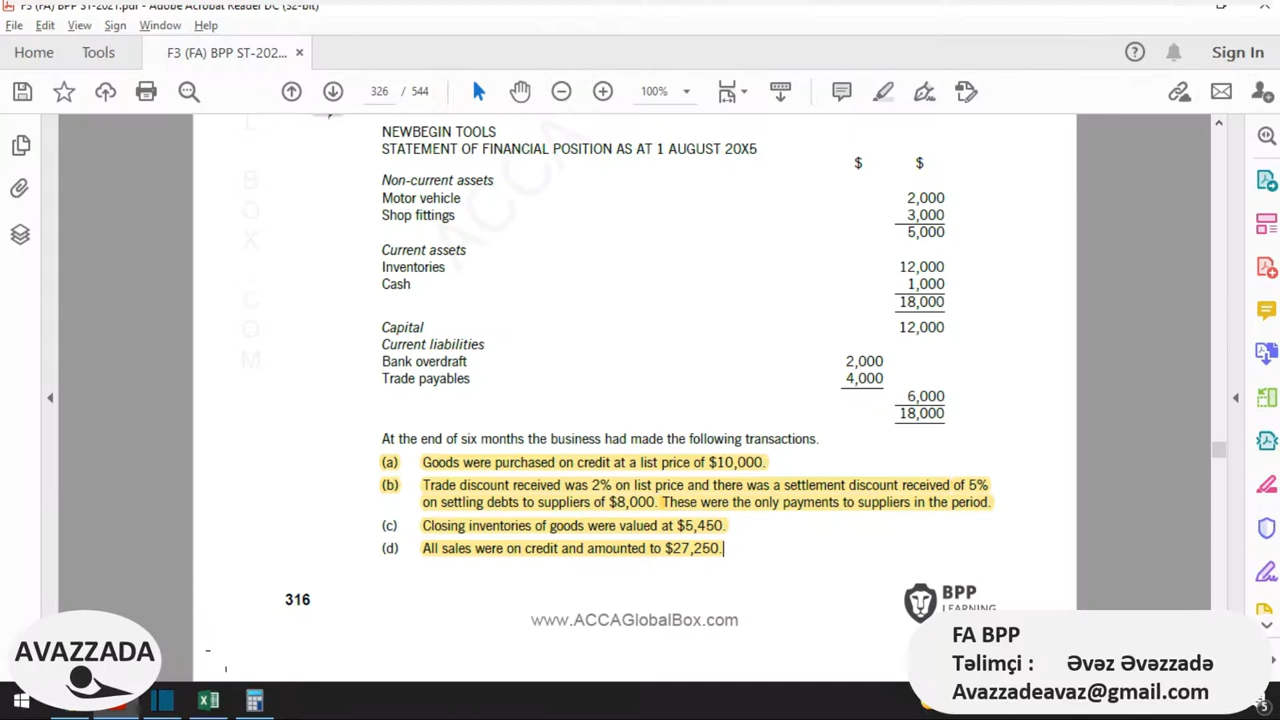 F3 (FA) BPP ST-2021.pdf - Adobe Acrobat Reader DC (32-bit)
File Edit View Sign Window Help
Home Tools F3 (FA) BPP ST-202... × Sign In
326 / 544 100%
NEWBEGIN TOOLS
STATEMENT OF FINANCIAL POSITION AS AT 1 AUGUST 20X5
$ $
Non-current assets
Motor vehicle 2,000
Shop fittings 3,000
5,000
Current assets
Inventories 12,000
Cash 1,000
18,000
Capital 12,000
Current liabilities
Bank overdraft 2,000
Trade payables 4,000
6,000
18,000
At the end of six months the business had made the following transactions.
(a) Goods were purchased on credit at a list price of $10,000.
(b) Trade discount received was 2% on list price and there was a settlement discount received of 5%
on settling debts to suppliers of $8,000. These were the only payments to suppliers in the period.
(c) Closing inventories of goods were valued at $5,450.
(d) All sales were on credit and amounted to $27,250.
316
BPP
LEARNING
www.ACCAGlobalBox.com
L
B
O
X
C
O
M
ACCA
AVAZZADA
FA BPP
Təlimçi : Əvəz Əvəzzadə
Avazzadeavaz@gmail.com
5